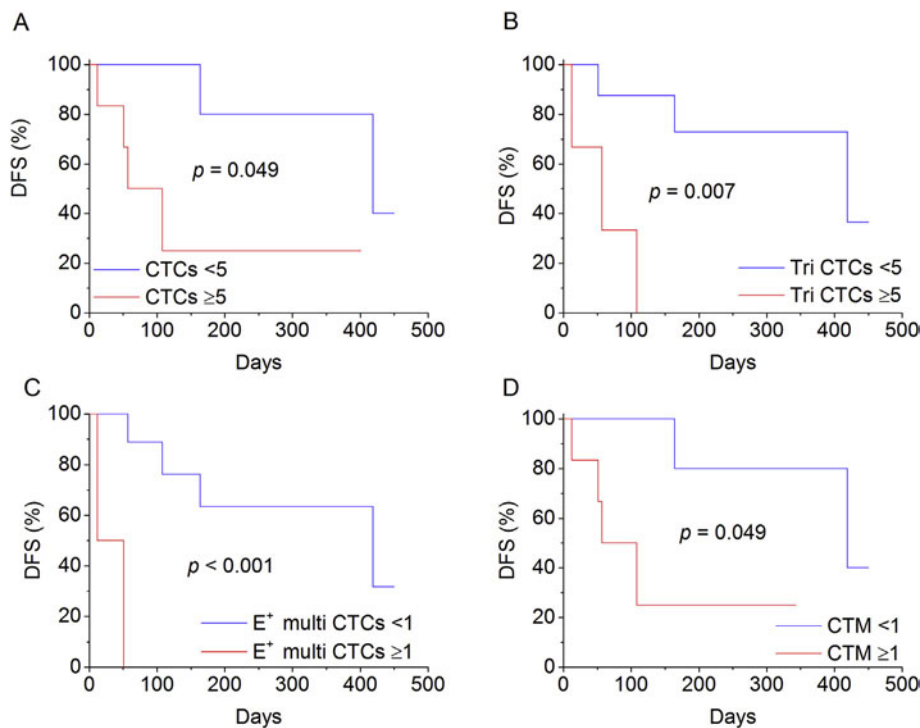 A
DFS (%)
100
80
60
40
20
0
p = 0.049
CTCs <5
CTCs ≥5
0 100 200 300 400 500
Days
B
DFS (%)
100
80
60
40
20
0
p = 0.007
Tri CTCs <5
Tri CTCs ≥5
0 100 200 300 400 500
Days
C
DFS (%)
100
80
60
40
20
0
p < 0.001
E⁺ multi CTCs <1
E⁺ multi CTCs ≥1
0 100 200 300 400 500
Days
D
DFS (%)
100
80
60
40
20
0
p = 0.049
CTM <1
CTM ≥1
0 100 200 300 400 500
Days